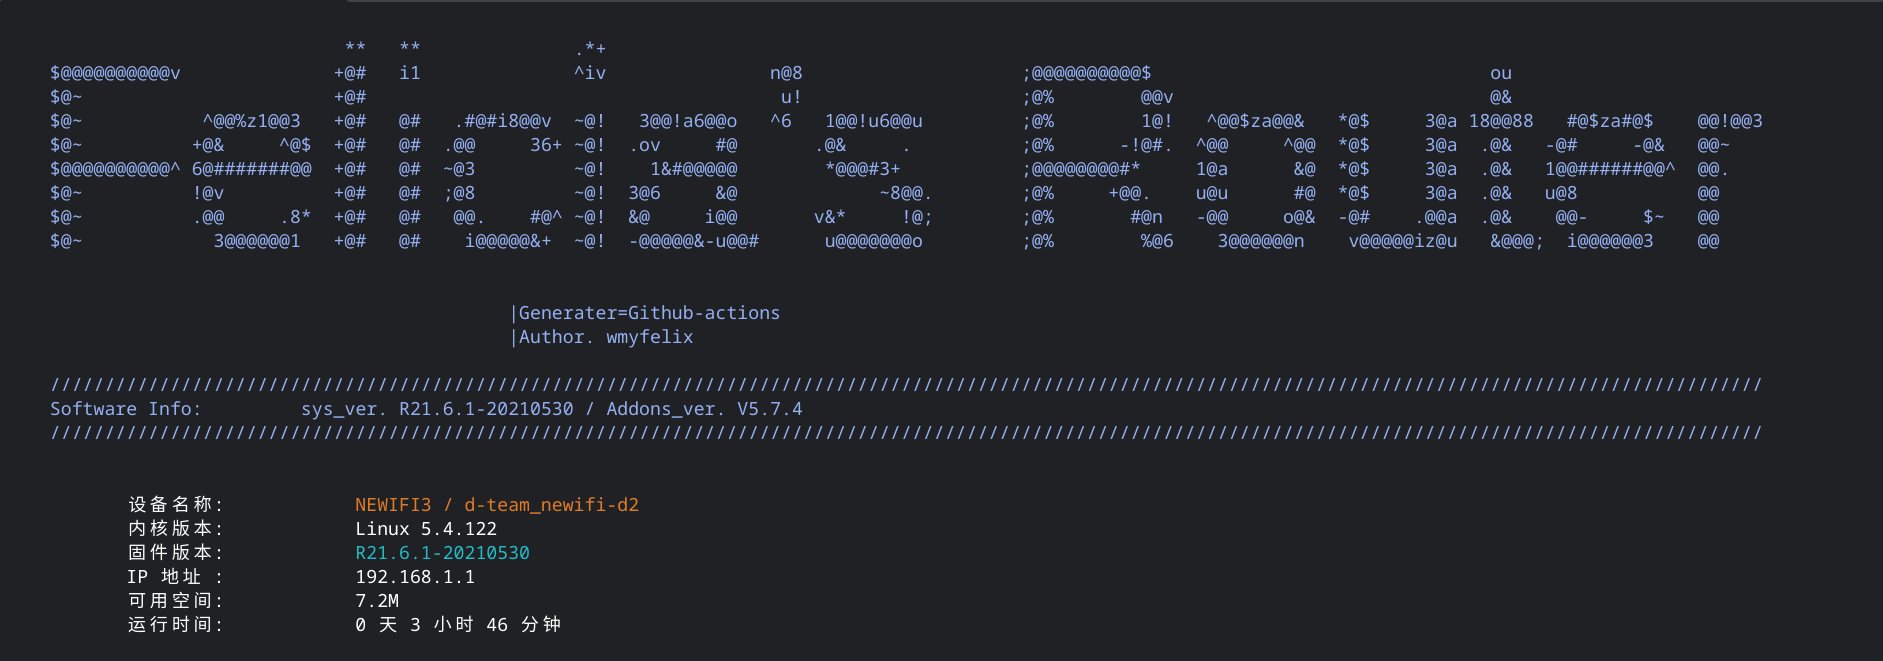 **   **              .*+
$@@@@@@@@@@v              +@#   i1              ^iv               n@8                    ;@@@@@@@@@@$                               ou
$@~                       +@#                                      u!                    ;@%        @@v                             @&
$@~           ^@@%z1@@3   +@#   @#   .#@#i8@@v  ~@!   3@@!a6@@o   ^6   1@@!u6@@u         ;@%        1@!   ^@@$za@@&   *@$     3@a 18@@88   #@$za#@$    @@!@@3
$@~          +@&     ^@$  +@#   @#  .@@     36+ ~@!  .ov     #@       .@&     .          ;@%      -!@#.  ^@@     ^@@  *@$     3@a  .@&   -@#     -@&   @@~
$@@@@@@@@@@^ 6@#######@@  +@#   @#  ~@3         ~@!    1&#@@@@@        *@@@#3+           ;@@@@@@@@#*     1@a      &@  *@$     3@a  .@&   1@@######@@^  @@.
$@~          !@v          +@#   @#  ;@8         ~@!  3@6     &@             ~8@@.        ;@%     +@@.    u@u      #@  *@$     3@a  .@&   u@8           @@
$@~          .@@     .8*  +@#   @#   @@.    #@^ ~@!  &@     i@@       v&*     !@;        ;@%       #@n   -@@     o@&  -@#    .@@a  .@&    @@-     $~   @@
$@~            3@@@@@@1   +@#   @#    i@@@@@&+  ~@!  -@@@@@&-u@@#      u@@@@@@@o         ;@%        %@6    3@@@@@@n    v@@@@@iz@u   &@@@;  i@@@@@@3    @@
|Generater=Github-actions
|Author. wmyfelix
/////////////////////////////////////////////////////////////////////////////////////////////////////////////////////////////////////////////////////////////
Software Info:         sys_ver. R21.6.1-20210530 / Addons_ver. V5.7.4
/////////////////////////////////////////////////////////////////////////////////////////////////////////////////////////////////////////////////////////////
设备名称:            NEWIFI3 / d-team_newifi-d2
内核版本:            Linux 5.4.122
固件版本:            R21.6.1-20210530
IP 地址 :            192.168.1.1
可用空间:            7.2M
运行时间:            0 天 3 小时 46 分钟